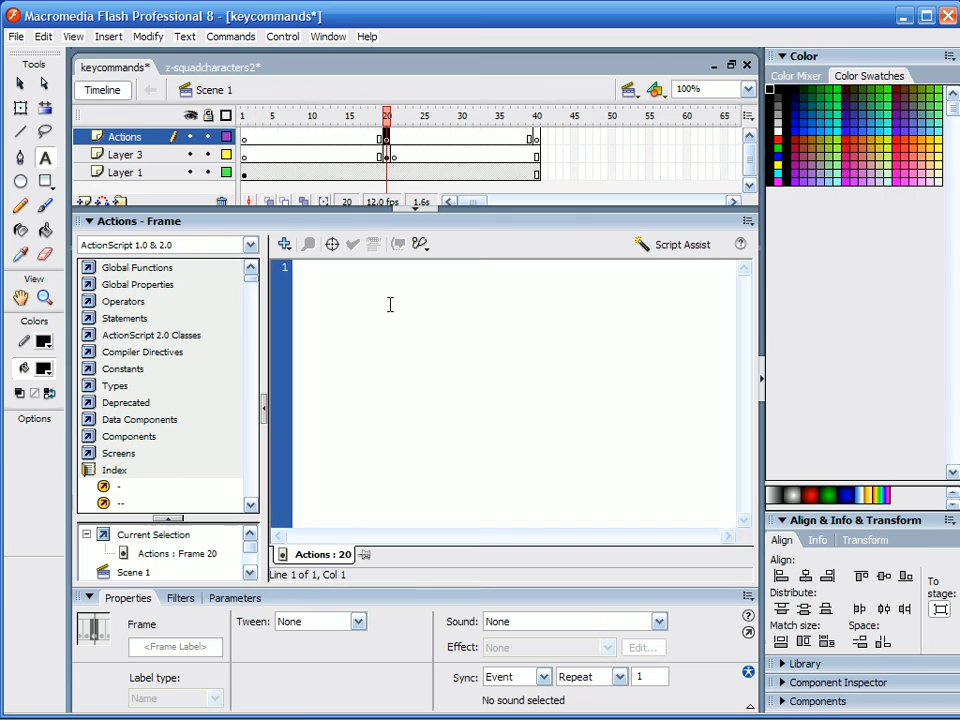 Macromedia Flash Professional 8 - [keycommands*]
File Edit View Insert Modify Text Commands Control Window Help
Tools
View
Colors
Options
keycommands* z-squadcharacters2*
Timeline Scene 1 100%
1 5 10 15 20 25 30 35 40 45 50 55 60 65
Actions
Layer 3
Layer 1
20 12.0 fps 1.6s
Actions - Frame
ActionScript 1.0 & 2.0
Script Assist
Global Functions
Global Properties
Operators
Statements
ActionScript 2.0 Classes
Compiler Directives
Constants
Types
Deprecated
Data Components
Components
Screens
Index
-
--
1
Current Selection
Actions : Frame 20
Scene 1
Actions : 20
Line 1 of 1, Col 1
Properties Filters Parameters
Frame
<Frame Label>
Label type:
Name
Tween: None
Sound: None
Effect: None Edit...
Sync: Event Repeat 1
No sound selected
Color
Color Mixer Color Swatches
Align & Info & Transform
Align Info Transform
Align:
Distribute:
Match size: Space:
To
stage:
Library
Component Inspector
Components